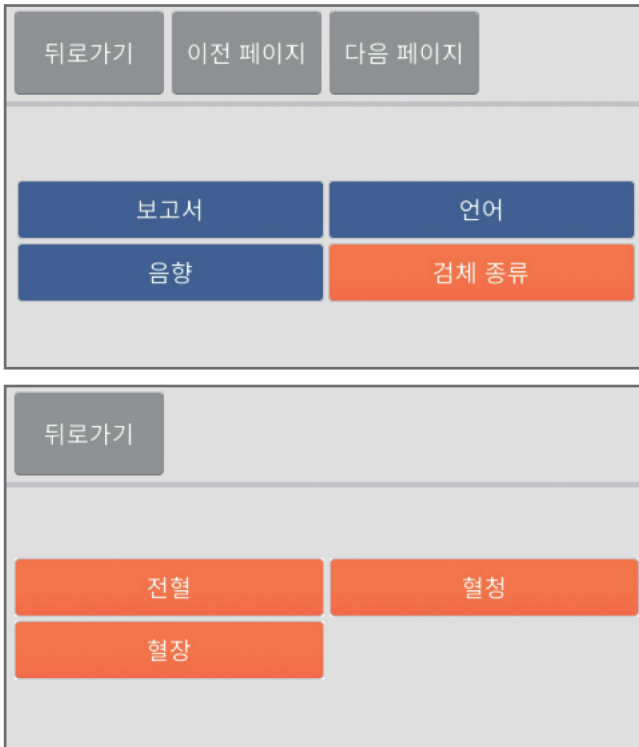 뒤로가기 이전 페이지 다음 페이지
보고서 언어
음향 검체 종류
뒤로가기
전혈 혈청
혈장